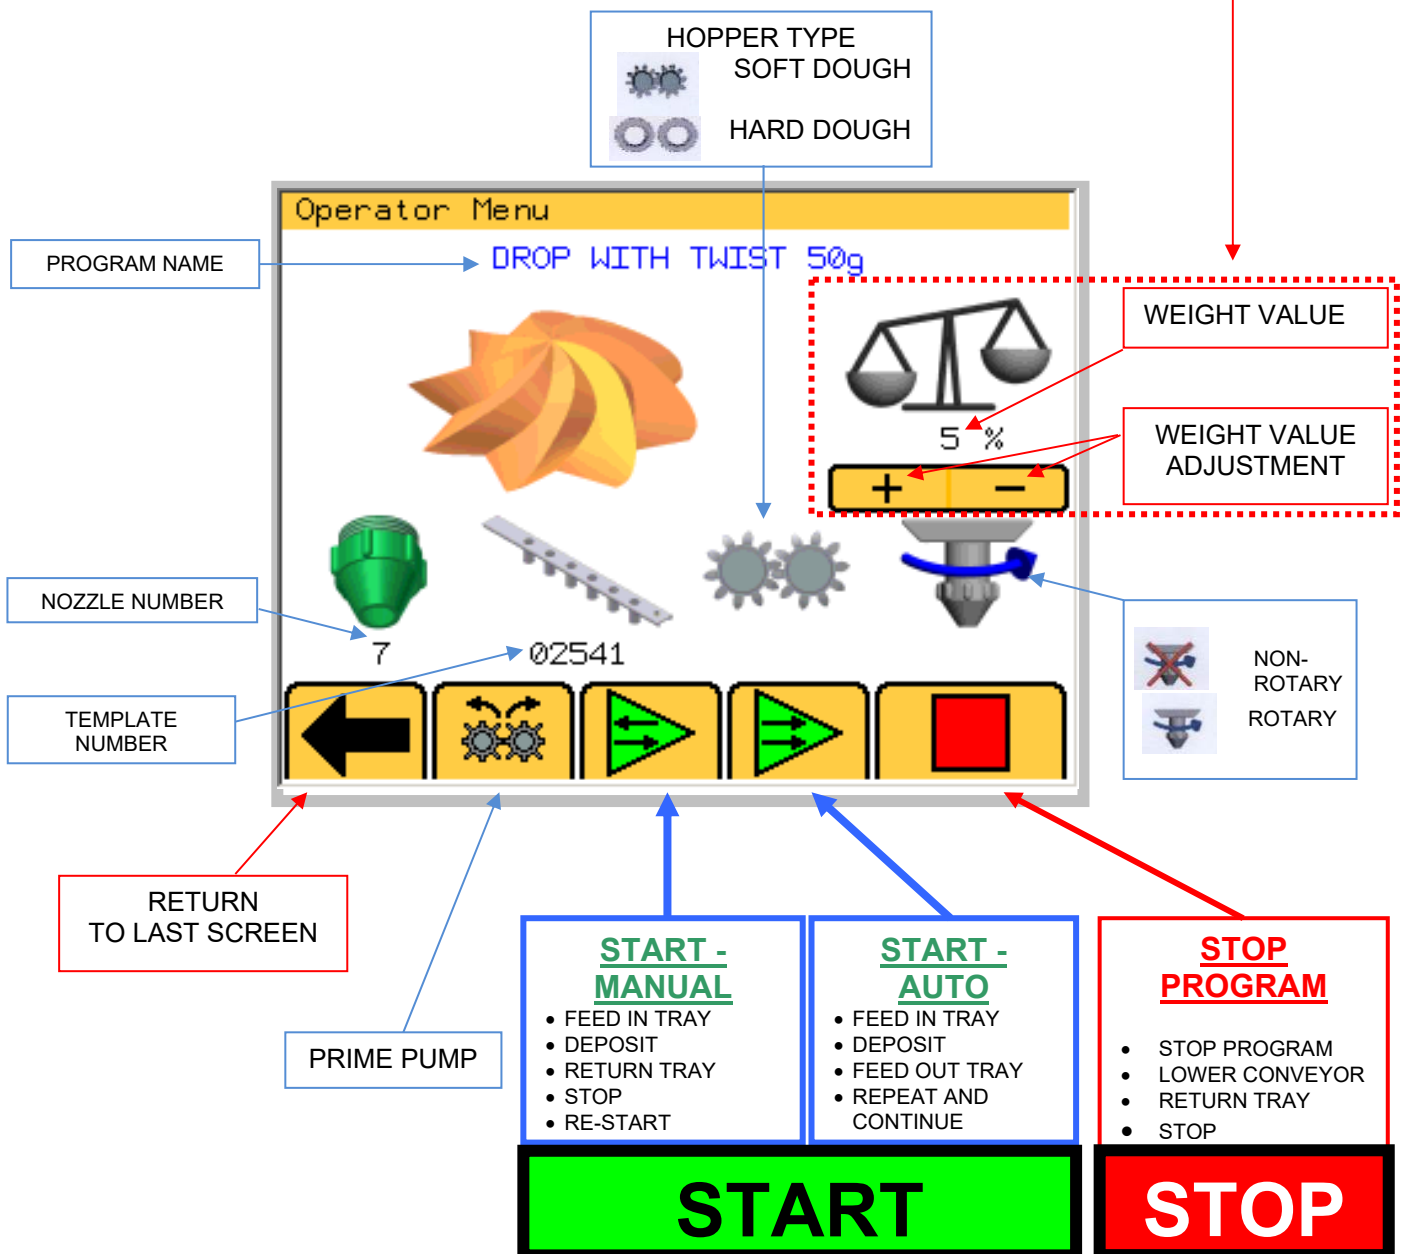 HOPPER TYPE
SOFT DOUGH
HARD DOUGH
Operator Menu
PROGRAM NAME
DROP WITH TWIST 50g
WEIGHT VALUE
5 %
WEIGHT VALUE
ADJUSTMENT
+ −
NOZZLE NUMBER
7
02541
TEMPLATE
NUMBER
NON-
ROTARY
ROTARY
RETURN
TO LAST SCREEN
PRIME PUMP
START -
MANUAL
• FEED IN TRAY
• DEPOSIT
• RETURN TRAY
• STOP
• RE-START
START -
AUTO
• FEED IN TRAY
• DEPOSIT
• FEED OUT TRAY
• REPEAT AND
CONTINUE
STOP
PROGRAM
• STOP PROGRAM
• LOWER CONVEYOR
• RETURN TRAY
• STOP
START
STOP